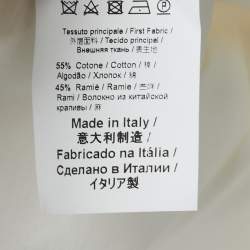 Tessuto principale / First Fabric /
外层面料 / Tecido principal /
Внешняя ткань / 表生地
55% Cotone / Cotton / 棉 /
Algodão / Хлопок / 綿
45% Ramié / Ramie / 苎麻 /
Rami / Волокно из китайской
крапивы / 麻
Made in Italy /
意大利制造 /
Fabricado na Itália /
Сделано в Италии /
イタリア製